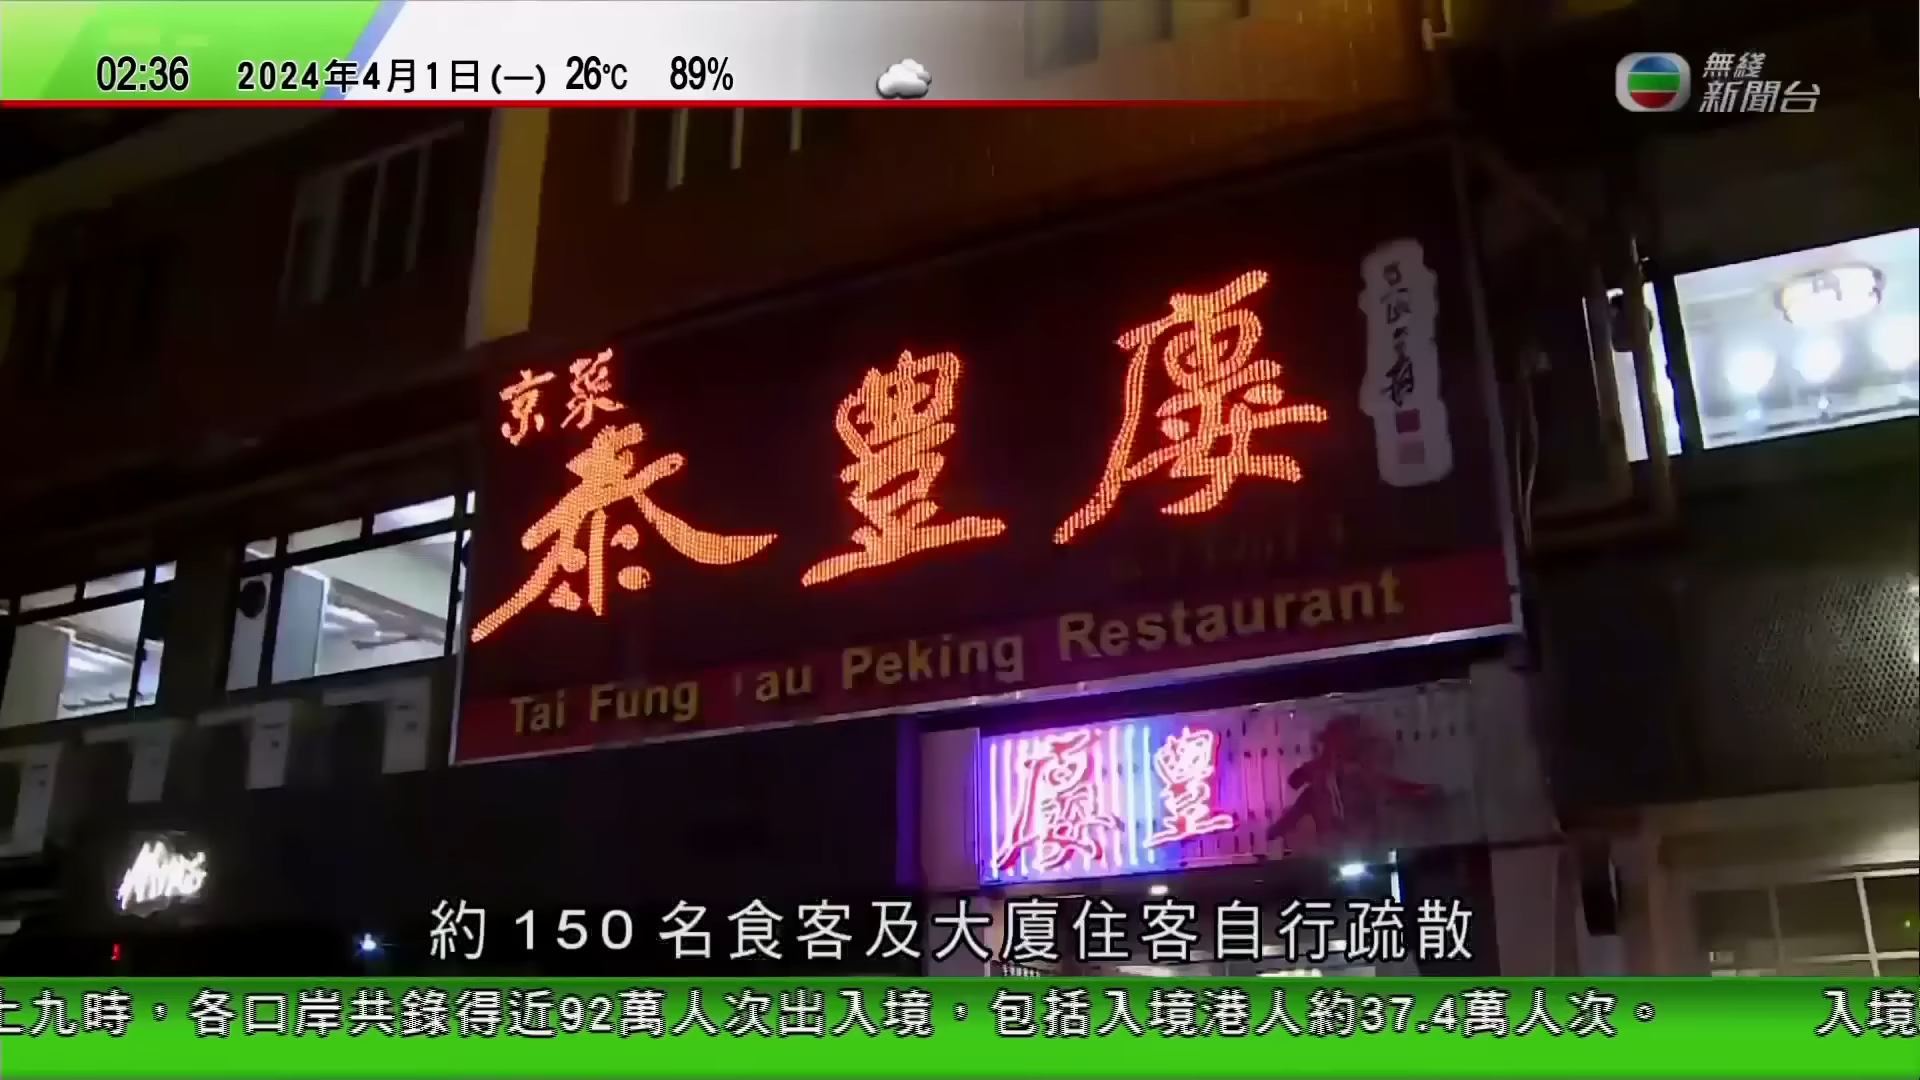 02:36 2024年4月1日(一) 26℃ 89%
無綫
新聞台
京菜
泰豐廔
Tai Fung au Peking Restaurant
廔豐泰
約150名食客及大廈住客自行疏散
上九時，各口岸共錄得近92萬人次出入境，包括入境港人約37.4萬人次。 入境